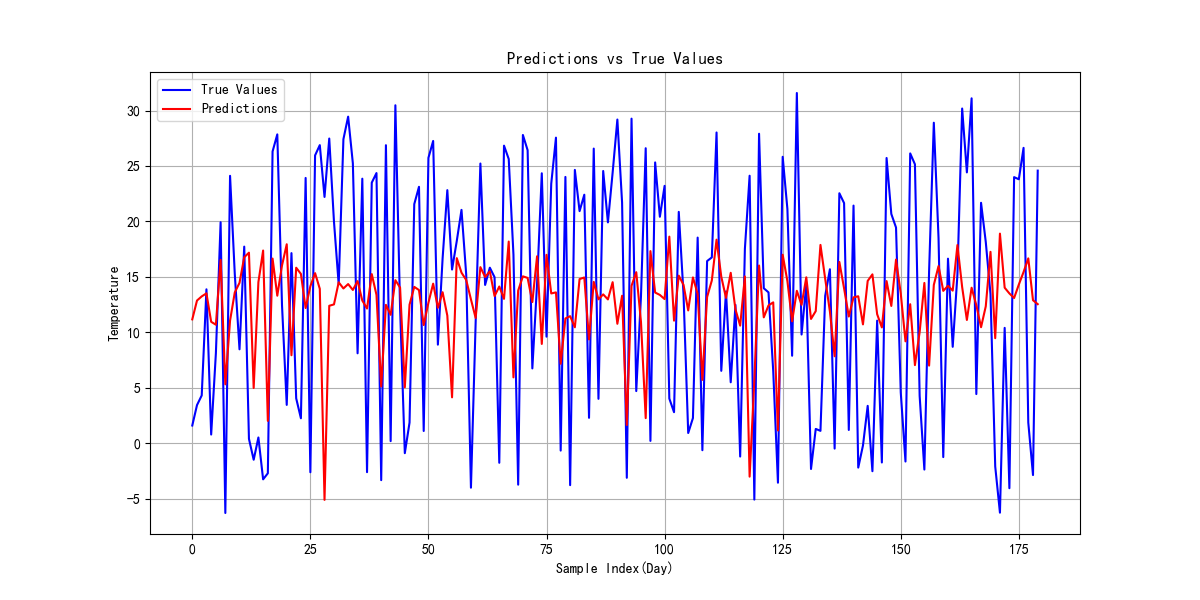 Predictions vs True Values
True Values
Predictions
Temperature
30
25
20
15
10
5
0
−5
0 25 50 75 100 125 150 175
Sample Index(Day)